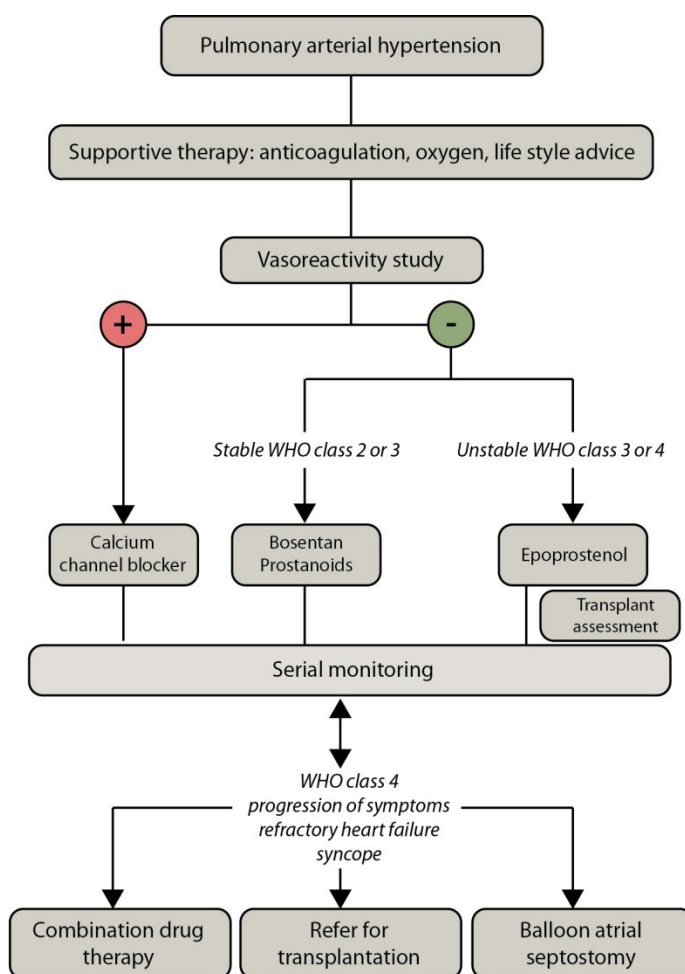 Pulmonary arterial hypertension
Supportive therapy: anticoagulation, oxygen, life style advice
Vasoreactivity study
+
-
Stable WHO class 2 or 3
Unstable WHO class 3 or 4
Calcium
channel blocker
Bosentan
Prostanoids
Epoprostenol
Transplant
assessment
Serial monitoring
WHO class 4
progression of symptoms
refractory heart failure
syncope
Combination drug
therapy
Refer for
transplantation
Balloon atrial
septostomy